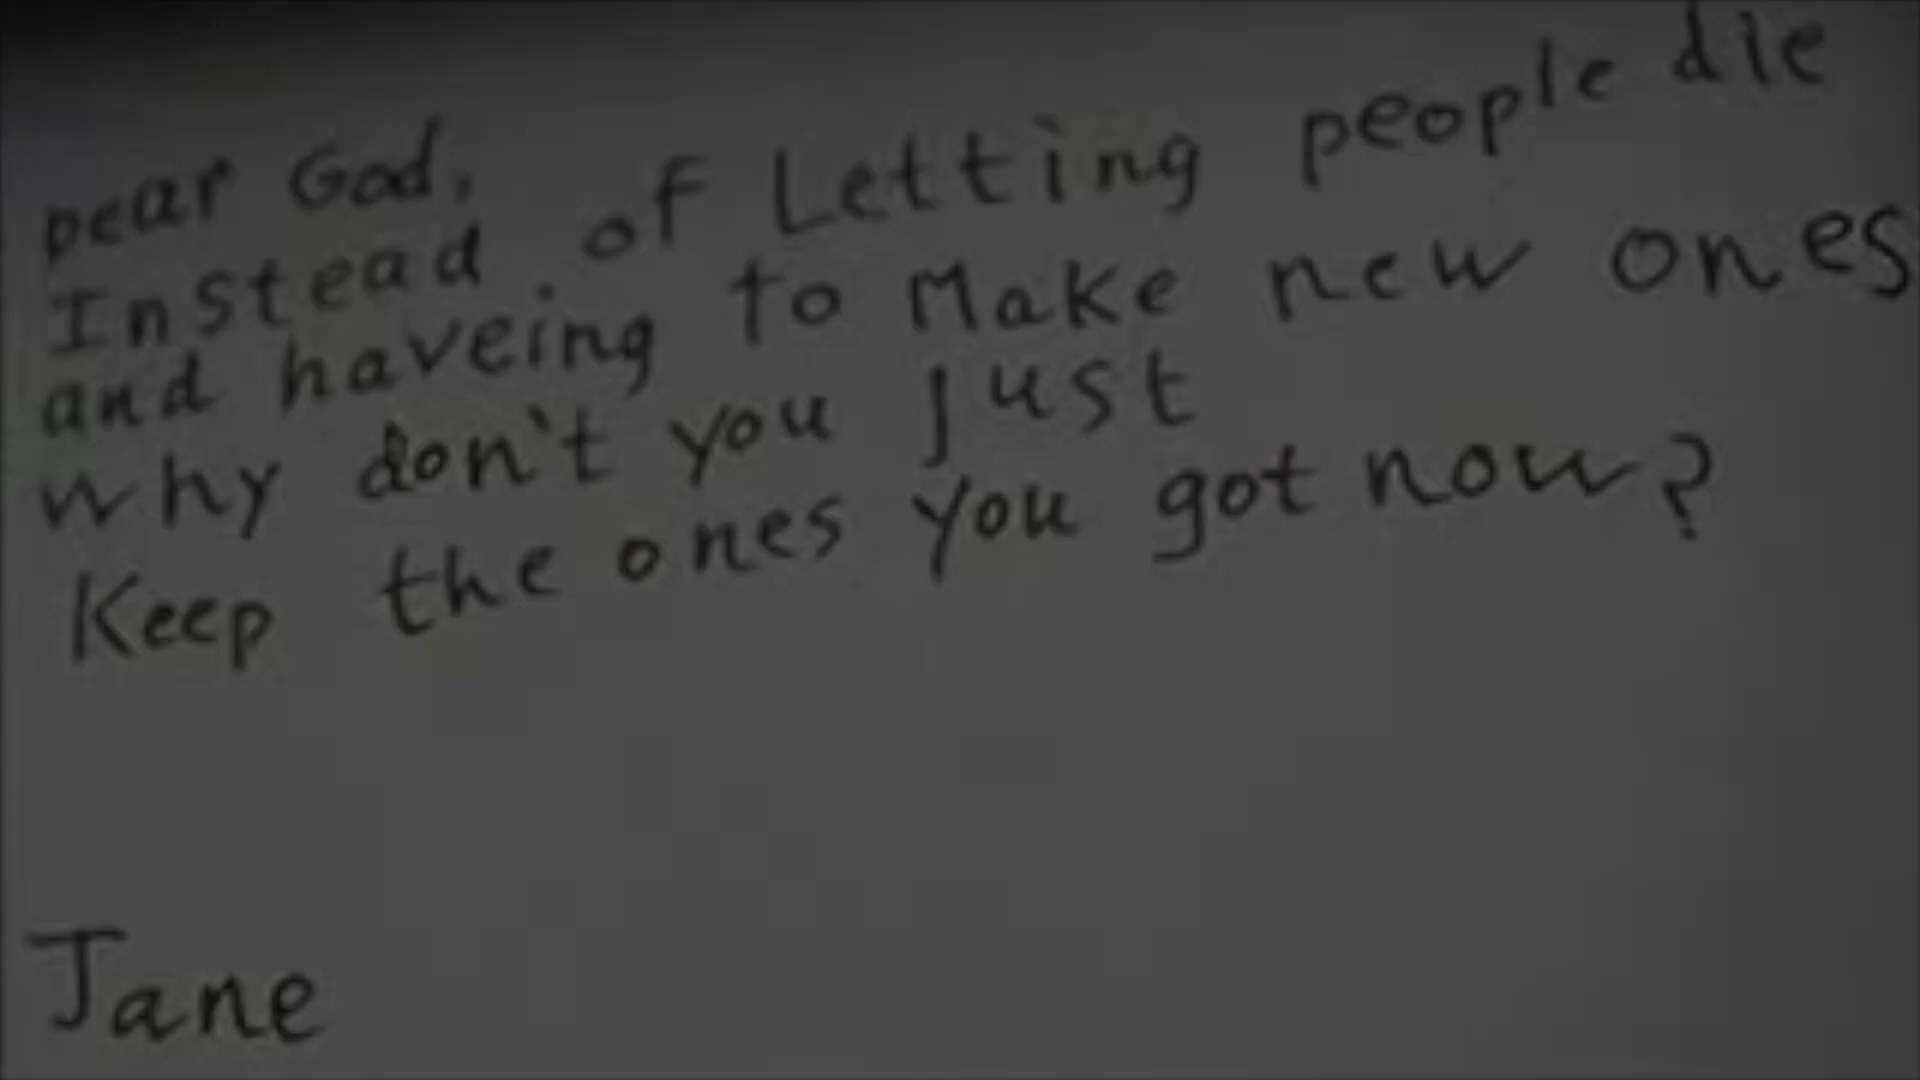 Dear God,
Instead of Letting people die
and haveing to Make new ones
why don't you just
Keep the ones you got now?
Jane